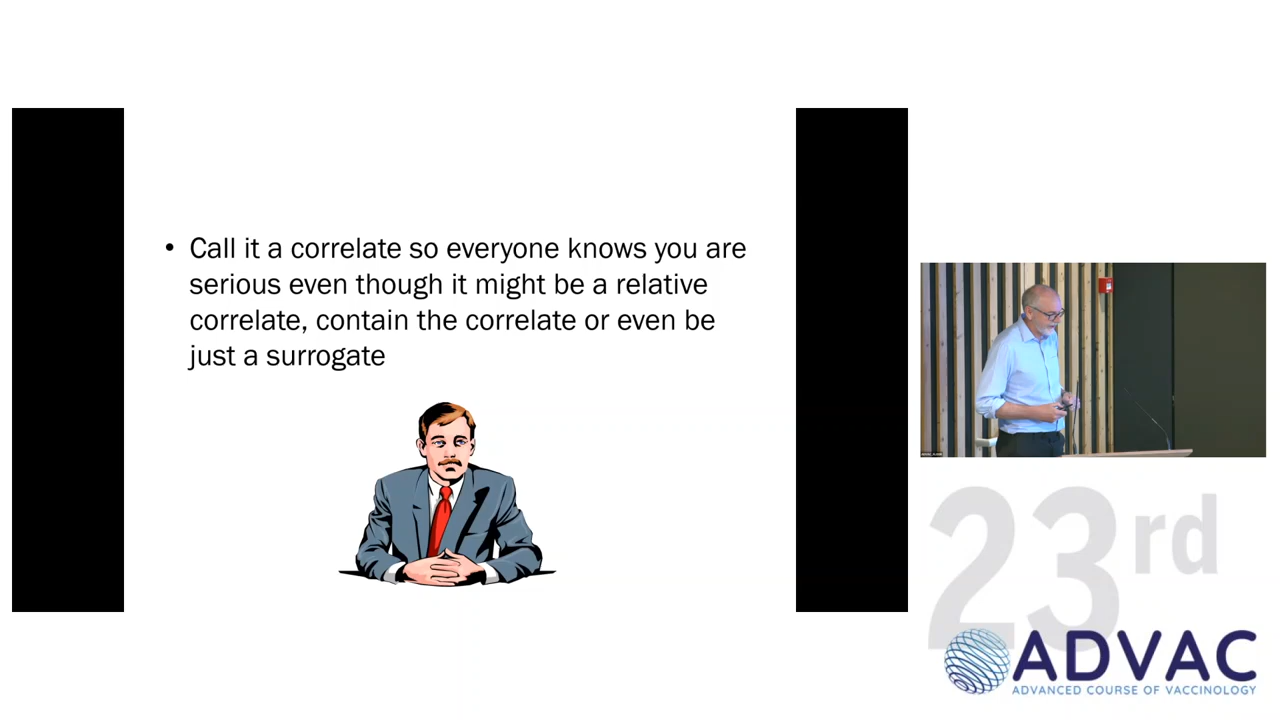 • Call it a correlate so everyone knows you are
serious even though it might be a relative
correlate, contain the correlate or even be
just a surrogate
23rd
ADVAC
ADVANCED COURSE OF VACCINOLOGY